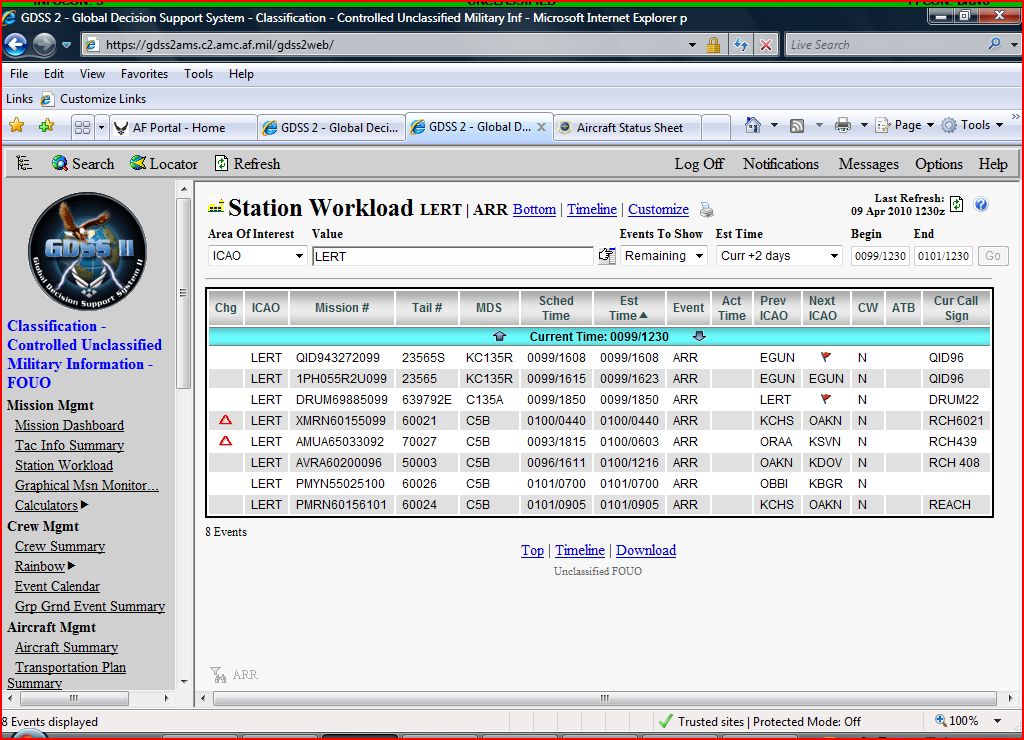 GDSS 2 - Global Decision Support System - Classification - Controlled Unclassified Military Inf - Microsoft Internet Explorer p
https://gdss2ams.c2.amc.af.mil/gdss2web/
Live Search
File Edit View Favorites Tools Help
Links Customize Links
AF Portal - Home GDSS 2 - Global Deci... GDSS 2 - Global D... Aircraft Status Sheet Page Tools
Search Locator Refresh Log Off Notifications Messages Options Help
GDSS II
Global Decision Support System II
Classification -
Controlled Unclassified
Military Information -
FOUO
Mission Mgmt
Mission Dashboard
Tac Info Summary
Station Workload
Graphical Msn Monitor...
Calculators
Crew Mgmt
Crew Summary
Rainbow
Event Calendar
Grp Grnd Event Summary
Aircraft Mgmt
Aircraft Summary
Transportation Plan
Summary
Station Workload LERT | ARR Bottom | Timeline | Customize
Last Refresh:
09 Apr 2010 1230z
Area Of Interest Value Events To Show Est Time Begin End
ICAO LERT Remaining Curr +2 days 0099/1230 0101/1230 Go
Chg ICAO Mission # Tail # MDS Sched Time Est Time Event Act Time Prev ICAO Next ICAO CW ATB Cur Call Sign
Current Time: 0099/1230
LERT QID943272099 23565S KC135R 0099/1608 0099/1608 ARR EGUN N QID96
LERT 1PH055R2U099 23565 KC135R 0099/1615 0099/1623 ARR EGUN EGUN N QID96
LERT DRUM69885099 639792E C135A 0099/1850 0099/1850 ARR LERT N DRUM22
LERT XMRN60155099 60021 C5B 0100/0440 0100/0440 ARR KCHS OAKN N RCH6021
LERT AMUA65033092 70027 C5B 0093/1815 0100/0603 ARR ORAA KSVN N RCH439
LERT AVRA60200096 50003 C5B 0096/1611 0100/1216 ARR OAKN KDOV N RCH 408
LERT PMYN55025100 60026 C5B 0101/0700 0101/0700 ARR OBBI KBGR N
LERT PMRN60156101 60024 C5B 0101/0905 0101/0905 ARR KCHS OAKN N REACH
8 Events
Top | Timeline | Download
Unclassified FOUO
ARR
8 Events displayed Trusted sites | Protected Mode: Off 100%